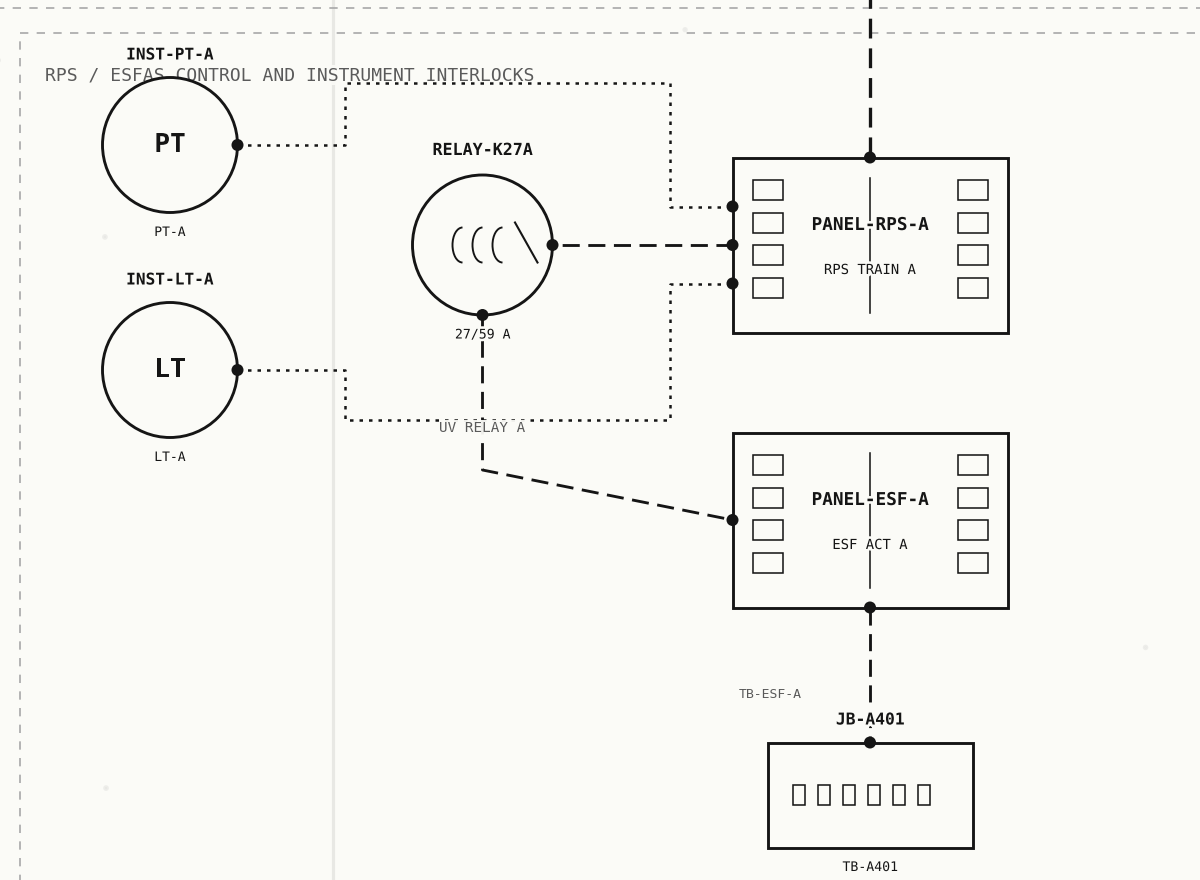 INST-PT-A
RPS / ESFAS CONTROL AND INSTRUMENT INTERLOCKS
PT
PT-A
RELAY-K27A
27/59 A
PANEL-RPS-A
RPS TRAIN A
INST-LT-A
LT
LT-A
UV RELAY A
PANEL-ESF-A
ESF ACT A
TB-ESF-A
JB-A401
TB-A401